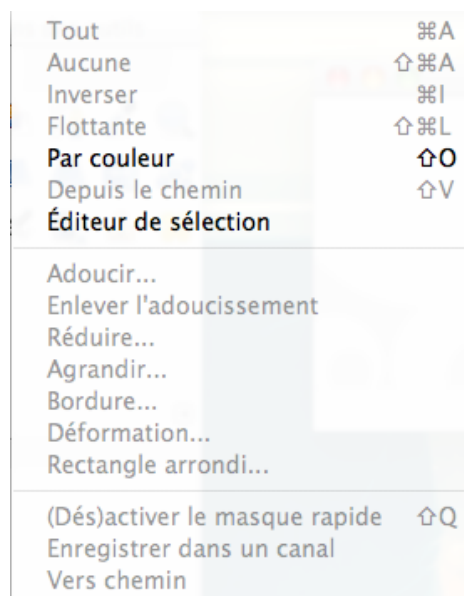 Tout ⌘A
Aucune ⇧⌘A
Inverser ⌘I
Flottante ⇧⌘L
Par couleur ⇧O
Depuis le chemin ⇧V
Éditeur de sélection
Adoucir...
Enlever l'adoucissement
Réduire...
Agrandir...
Bordure...
Déformation...
Rectangle arrondi...
(Dés)activer le masque rapide ⇧Q
Enregistrer dans un canal
Vers chemin